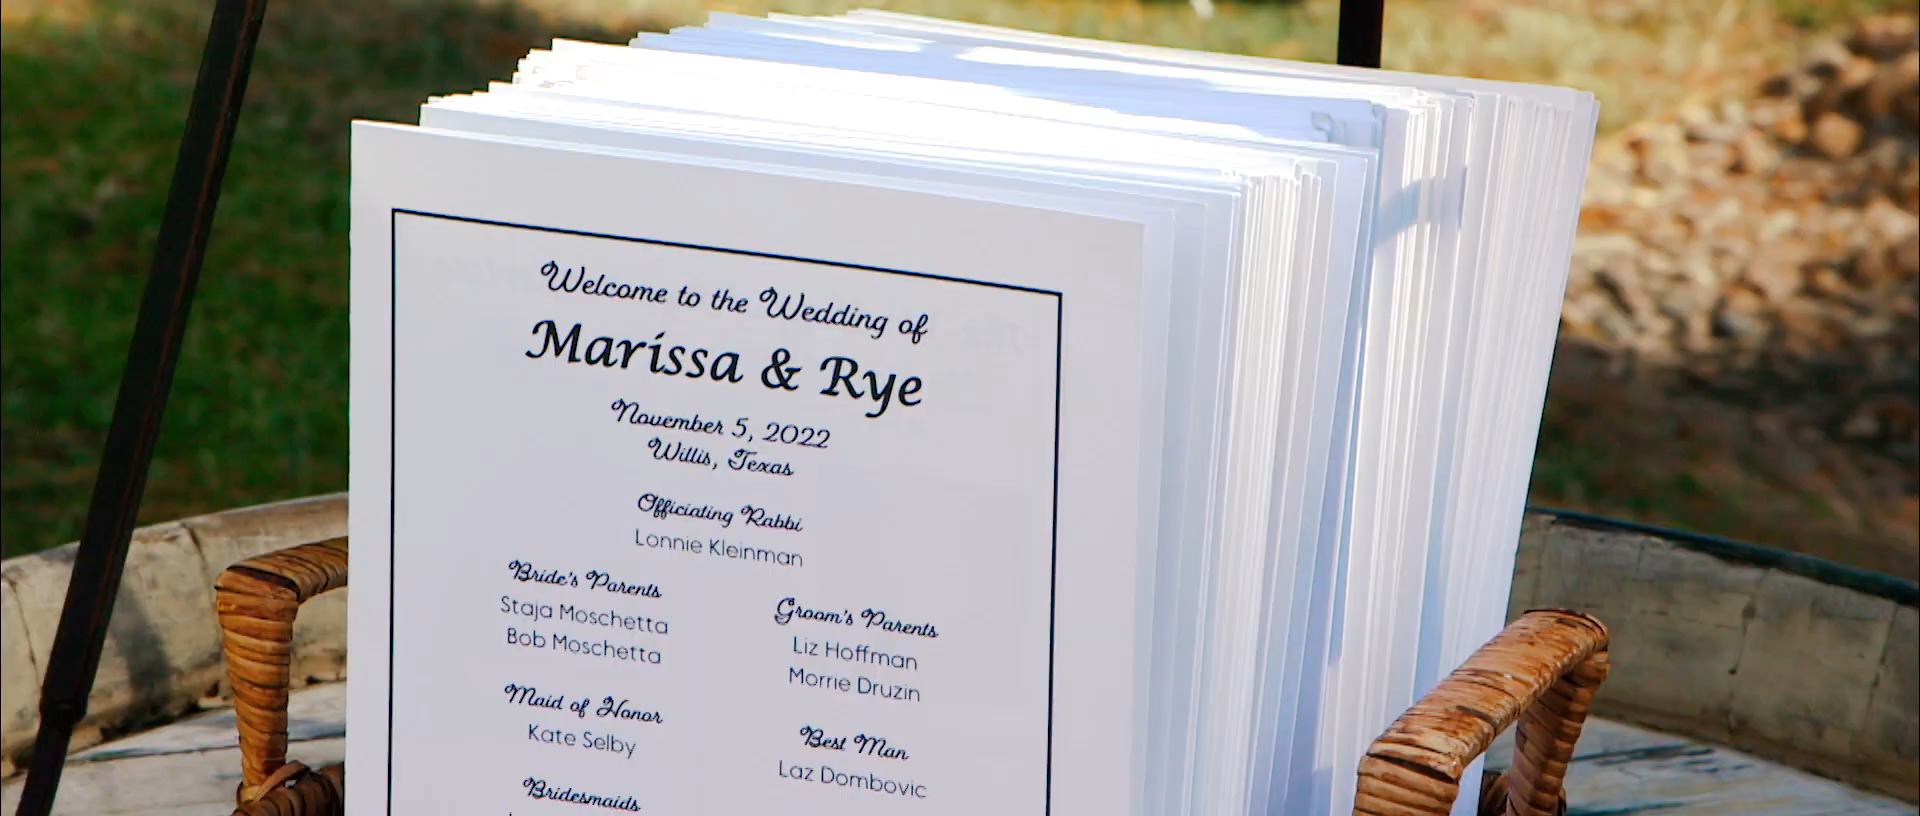 Welcome to the Wedding of
Marissa & Rye
November 5, 2022
Willis, Texas
Officiating Rabbi
Lonnie Kleinman
Bride's Parents
Staja Moschetta
Bob Moschetta
Groom's Parents
Liz Hoffman
Morrie Druzin
Maid of Honor
Kate Selby
Best Man
Laz Dombovic
Bridesmaids